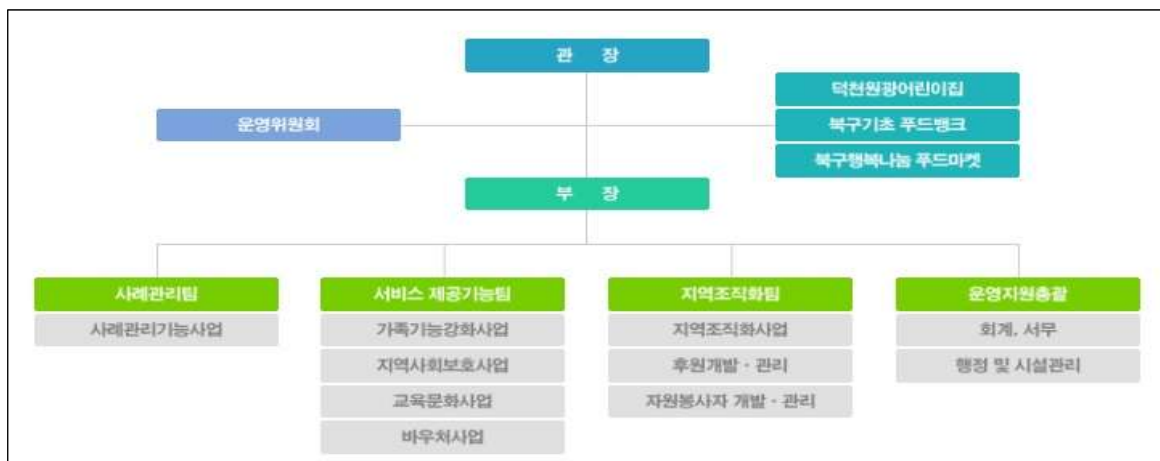 관 장
덕천원광어린이집
운영위원회
북구기초 푸드뱅크
북구행복나눔 푸드마켓
부 장
사례관리팀
사례관리기능사업
서비스 제공기능팀
가족기능강화사업
지역사회보호사업
교육문화사업
바우처사업
지역조직화팀
지역조직화사업
후원개발 · 관리
자원봉사자 개발 · 관리
운영지원총괄
회계, 서무
행정 및 시설관리